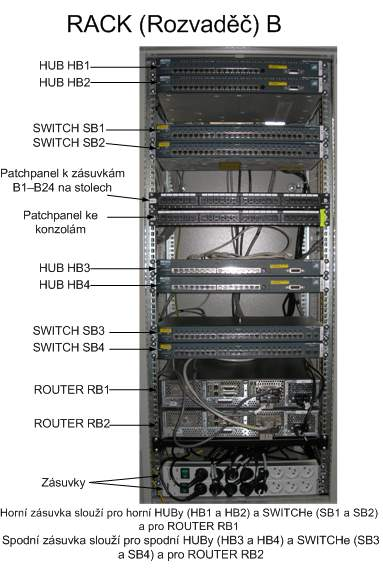 RACK (Rozvaděč) B
HUB HB1
HUB HB2
SWITCH SB1
SWITCH SB2
Patchpanel k zásuvkám
B1–B24 na stolech
Patchpanel ke
konzolám
HUB HB3
HUB HB4
SWITCH SB3
SWITCH SB4
ROUTER RB1
ROUTER RB2
Zásuvky
Horní zásuvka slouží pro horní HUBy (HB1 a HB2) a SWITCHe (SB1 a SB2)
a pro ROUTER RB1
Spodní zásuvka slouží pro spodní HUBy (HB3 a HB4) a SWITCHe (SB3
a SB4) a pro ROUTER RB2